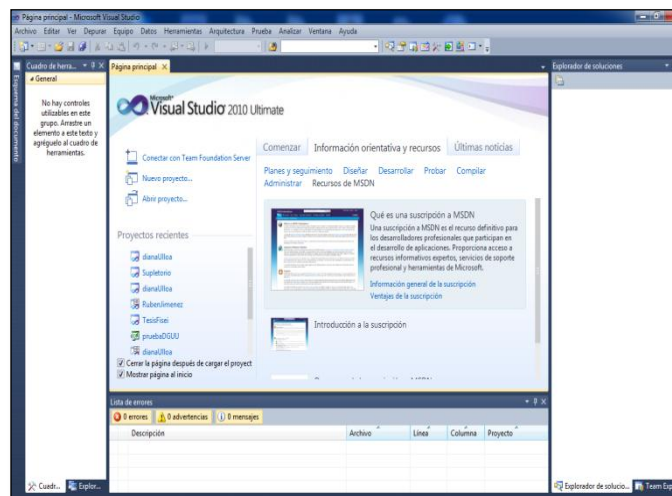 Página principal - Microsoft Visual Studio
Archivo Editar Ver Depurar Equipo Datos Herramientas Arquitectura Prueba Analizar Ventana Ayuda
Cuadro de herra...
General
No hay controles
utilizables en este
grupo. Arrastre un
elemento a este texto y
agréguelo al cuadro de
herramientas.
Esquema del documento
Página principal
Microsoft
Visual Studio 2010 Ultimate
Conectar con Team Foundation Server
Nuevo proyecto...
Abrir proyecto...
Proyectos recientes
dianaUlloa
Supletorio
dianaUlloa
RubenJimenez
TesisFisei
pruebaDGUU
dianaUlloa
Cerrar la página después de cargar el proyect
Mostrar página al inicio
Comenzar Información orientativa y recursos Últimas noticias
Planes y seguimiento Diseñar Desarrollar Probar Compilar
Administrar Recursos de MSDN
Qué es una suscripción a MSDN
Una suscripción a MSDN es el recurso definitivo para
los desarrolladores profesionales que participan en
el desarrollo de aplicaciones. Proporciona acceso a
recursos informativos expertos, servicios de soporte
profesional y herramientas de Microsoft.
Información general de la suscripción
Ventajas de la suscripción
Introducción a la suscripción
Explorador de soluciones
Lista de errores
0 errores 0 advertencias 0 mensajes
Descripción Archivo Línea Columna Proyecto
Cuadr... Explor...
Explorador de solucio... Team Exp